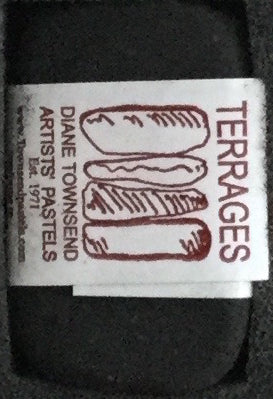 TERRAGES
DIANE TOWNSEND
ARTISTS' PASTELS
Est. 1971
www.Townsendpastels.com